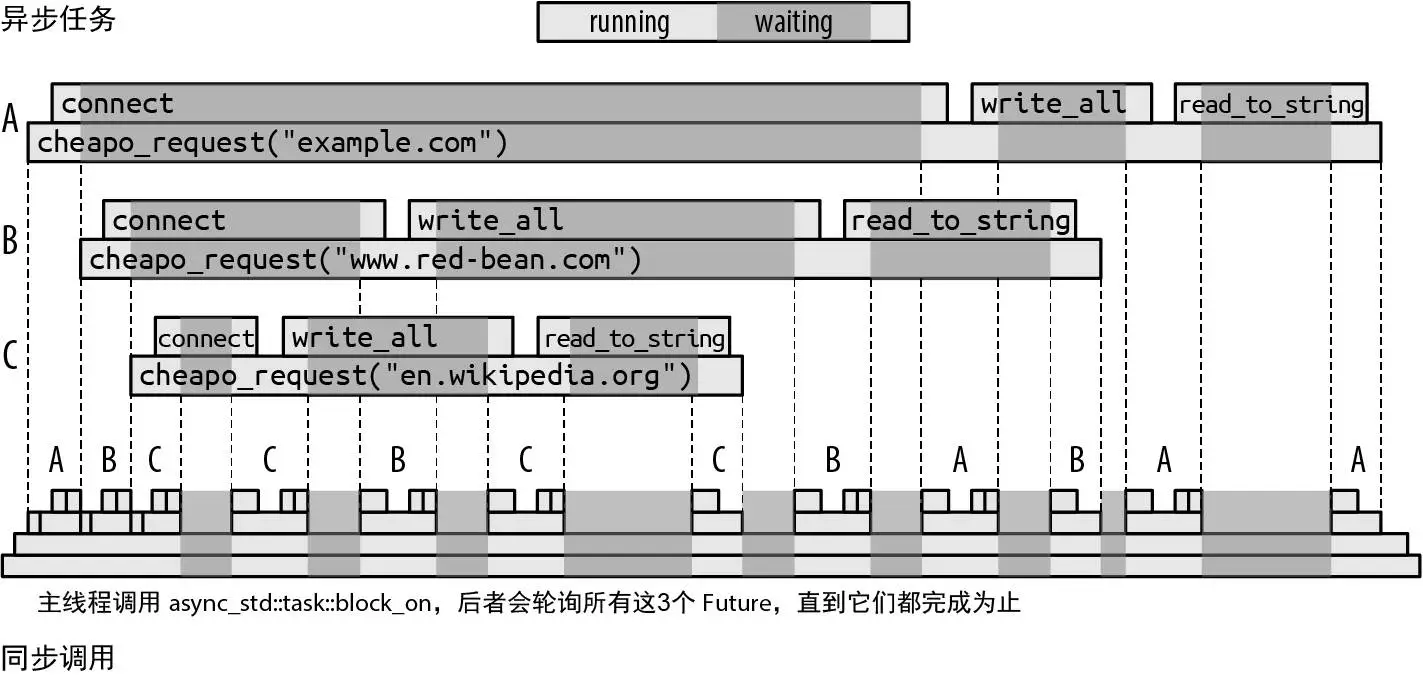 异步任务
running waiting
A
connect write_all read_to_string
cheapo_request("example.com")
B
connect write_all read_to_string
cheapo_request("www.red-bean.com")
C
connect write_all read_to_string
cheapo_request("en.wikipedia.org")
A B C C B C C B A B A A
主线程调用 async_std::task::block_on，后者会轮询所有这3个 Future，直到它们都完成为止
同步调用